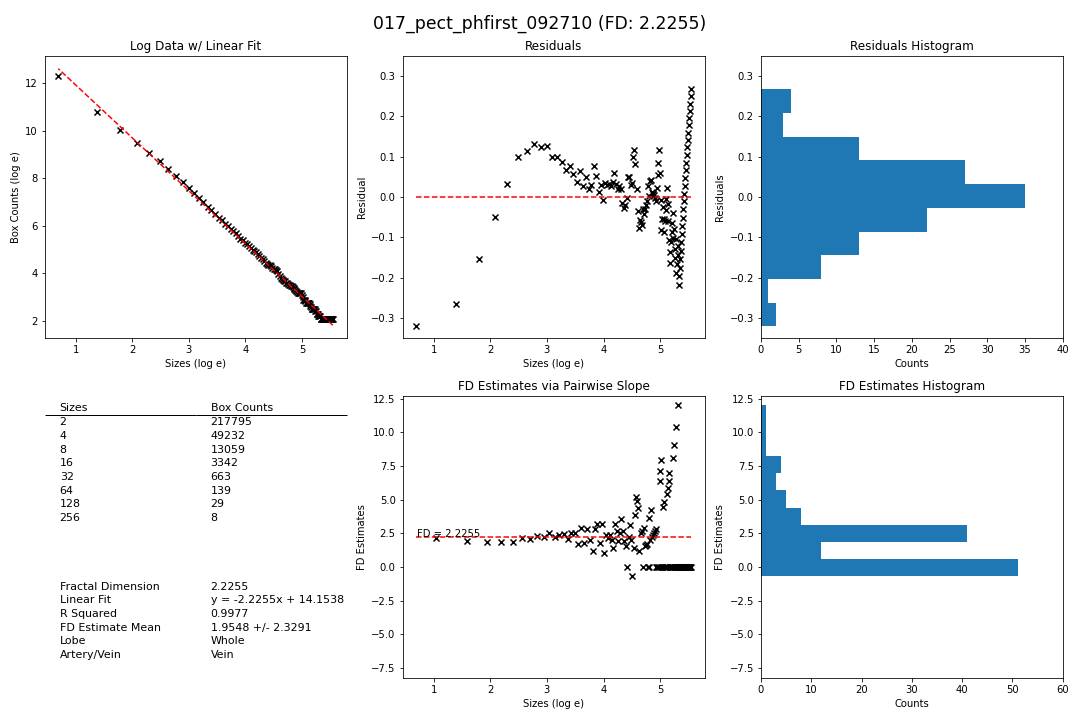 017_pect_phfirst_092710 (FD: 2.2255)
Log Data w/ Linear Fit
Box Counts (log e)
12
10
8
6
4
2
1 2 3 4 5
Sizes (log e)
Residuals
Residual
0.3
0.2
0.1
0.0
−0.1
−0.2
−0.3
1 2 3 4 5
Sizes (log e)
Residuals Histogram
Residuals
0.3
0.2
0.1
0.0
−0.1
−0.2
−0.3
0 5 10 15 20 25 30 35 40
Counts
Sizes Box Counts
2 217795
4 49232
8 13059
16 3342
32 663
64 139
128 29
256 8
Fractal Dimension 2.2255
Linear Fit y = -2.2255x + 14.1538
R Squared 0.9977
FD Estimate Mean 1.9548 +/- 2.3291
Lobe Whole
Artery/Vein Vein
FD Estimates via Pairwise Slope
FD Estimates
12.5
10.0
7.5
5.0
2.5
0.0
−2.5
−5.0
−7.5
FD = 2.2255
1 2 3 4 5
Sizes (log e)
FD Estimates Histogram
FD Estimates
12.5
10.0
7.5
5.0
2.5
0.0
−2.5
−5.0
−7.5
0 10 20 30 40 50 60
Counts